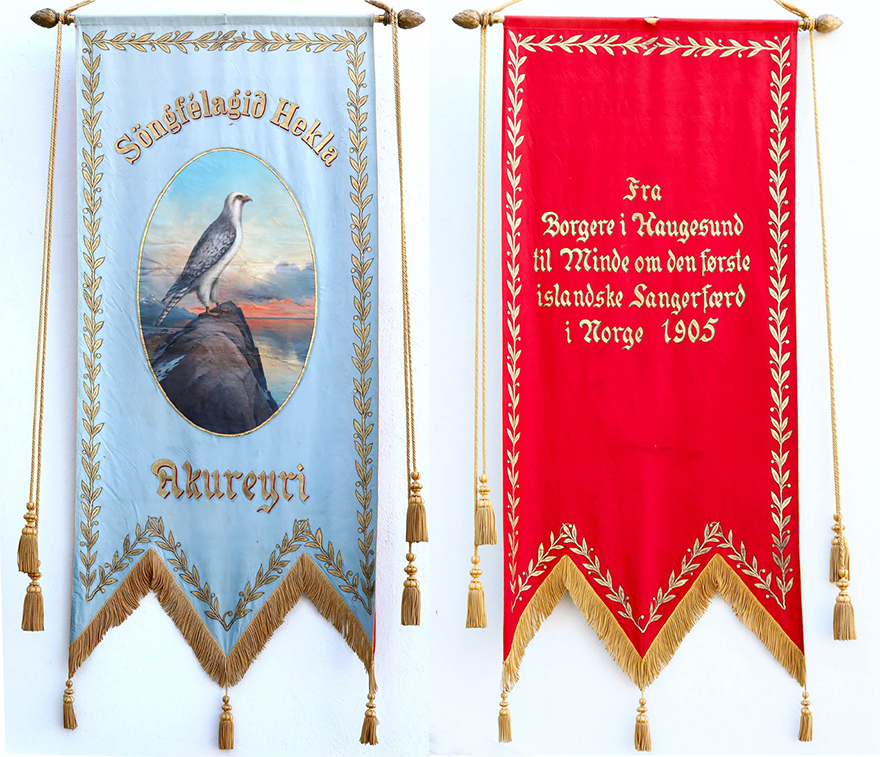 Söngfélagið Hekla
Akureyri
Fra
Borgere i Haugesund
til Minde om den første
islandske Sangerfærd
i Norge 1905